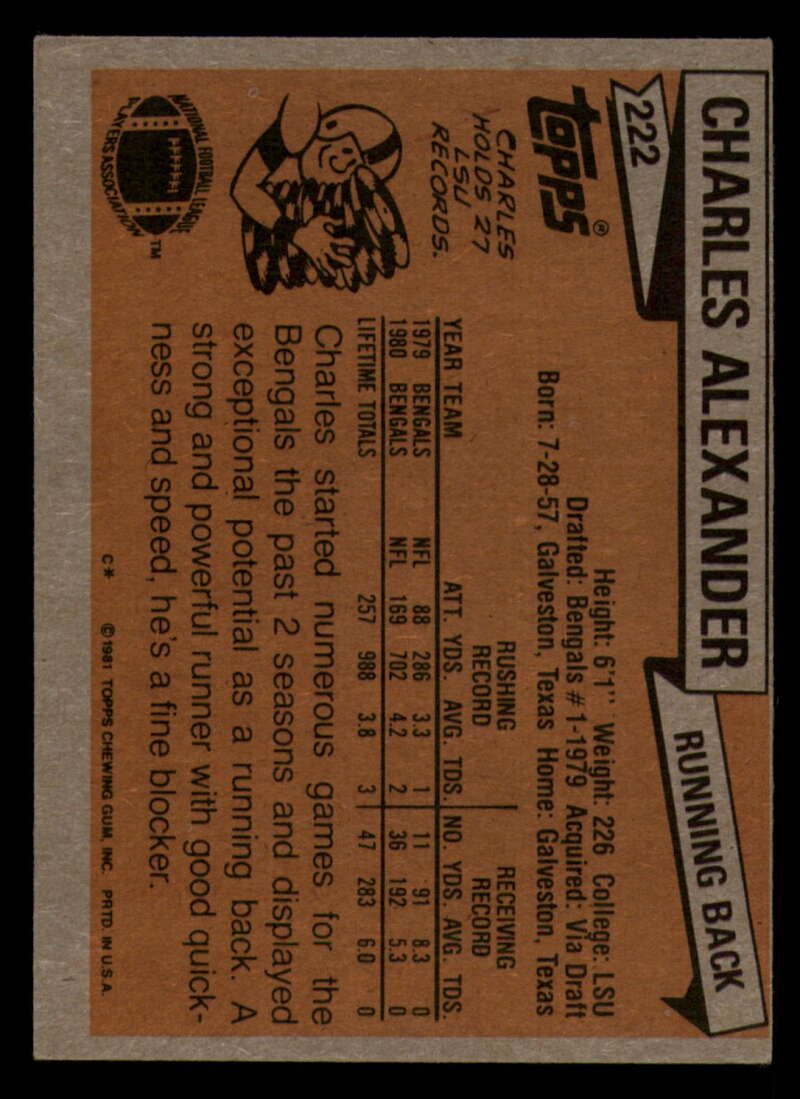 CHARLES ALEXANDER
RUNNING BACK
222
topps®
Height: 6'1" Weight: 226 College: LSU
Drafted: Bengals #1-1979 Acquired: Via Draft
Born: 7-28-57, Galveston, Texas Home: Galveston, Texas
CHARLES
HOLDS 27
LSU
RECORDS.
RUSHING RECEIVING
RECORD RECORD
YEAR TEAM ATT. YDS. AVG. TDS. NO. YDS. AVG. TDS.
1979 BENGALS NFL 88 286 3.3 1 11 91 8.3 0
1980 BENGALS NFL 169 702 4.2 2 36 192 5.3 0
LIFETIME TOTALS 257 988 3.8 3 47 283 6.0 0
Charles started numerous games for the
Bengals the past 2 seasons and displayed
exceptional potential as a running back. A
strong and powerful runner with good quick-
ness and speed, he's a fine blocker.
NATIONAL FOOTBALL LEAGUE
PLAYERS ASSOCIATION
TM
C* ©1981 TOPPS CHEWING GUM, INC. PRTD. IN U.S.A.